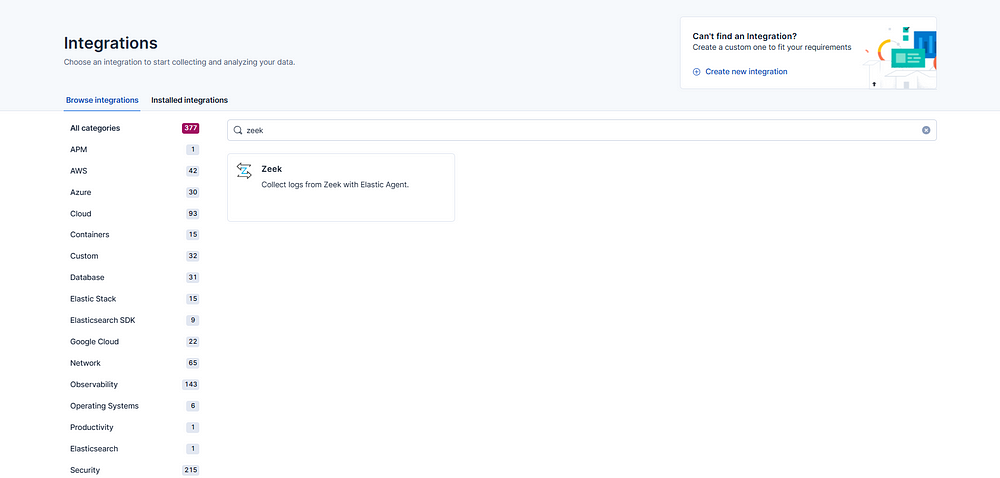 Integrations
Choose an integration to start collecting and analyzing your data.
Can't find an Integration?
Create a custom one to fit your requirements
Create new integration
Browse integrations
Installed integrations
All categories 377
APM 1
AWS 42
Azure 30
Cloud 93
Containers 15
Custom 32
Database 31
Elastic Stack 15
Elasticsearch SDK 9
Google Cloud 22
Network 65
Observability 143
Operating Systems 6
Productivity 1
Elasticsearch 1
Security 215
zeek
Zeek
Collect logs from Zeek with Elastic Agent.